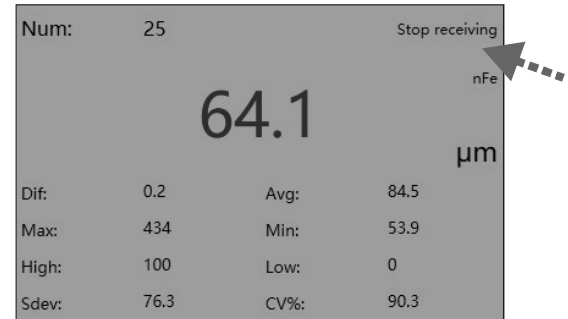 Num: 25 Stop receiving
nFe
64.1
μm
Dif: 0.2 Avg: 84.5
Max: 434 Min: 53.9
High: 100 Low: 0
Sdev: 76.3 CV%: 90.3